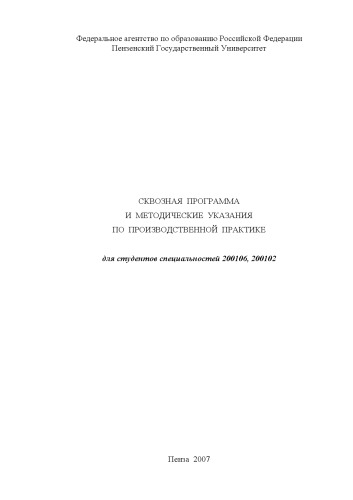 Федеральное агентство по образованию Российской Федерации
Пензенский Государственный Университет
СКВОЗНАЯ ПРОГРАММА
И МЕТОДИЧЕСКИЕ УКАЗАНИЯ
ПО ПРОИЗВОДСТВЕННОЙ ПРАКТИКЕ
для студентов специальностей 200106, 200102
Пенза 2007